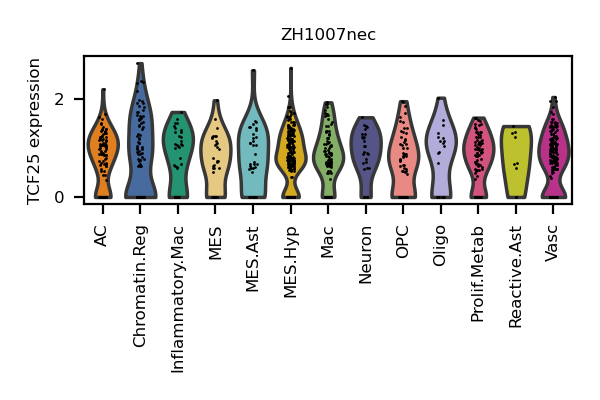 ZH1007nec
TCF25 expression
2
0
AC
Chromatin.Reg
Inflammatory.Mac
MES
MES.Ast
MES.Hyp
Mac
Neuron
OPC
Oligo
Prolif.Metab
Reactive.Ast
Vasc